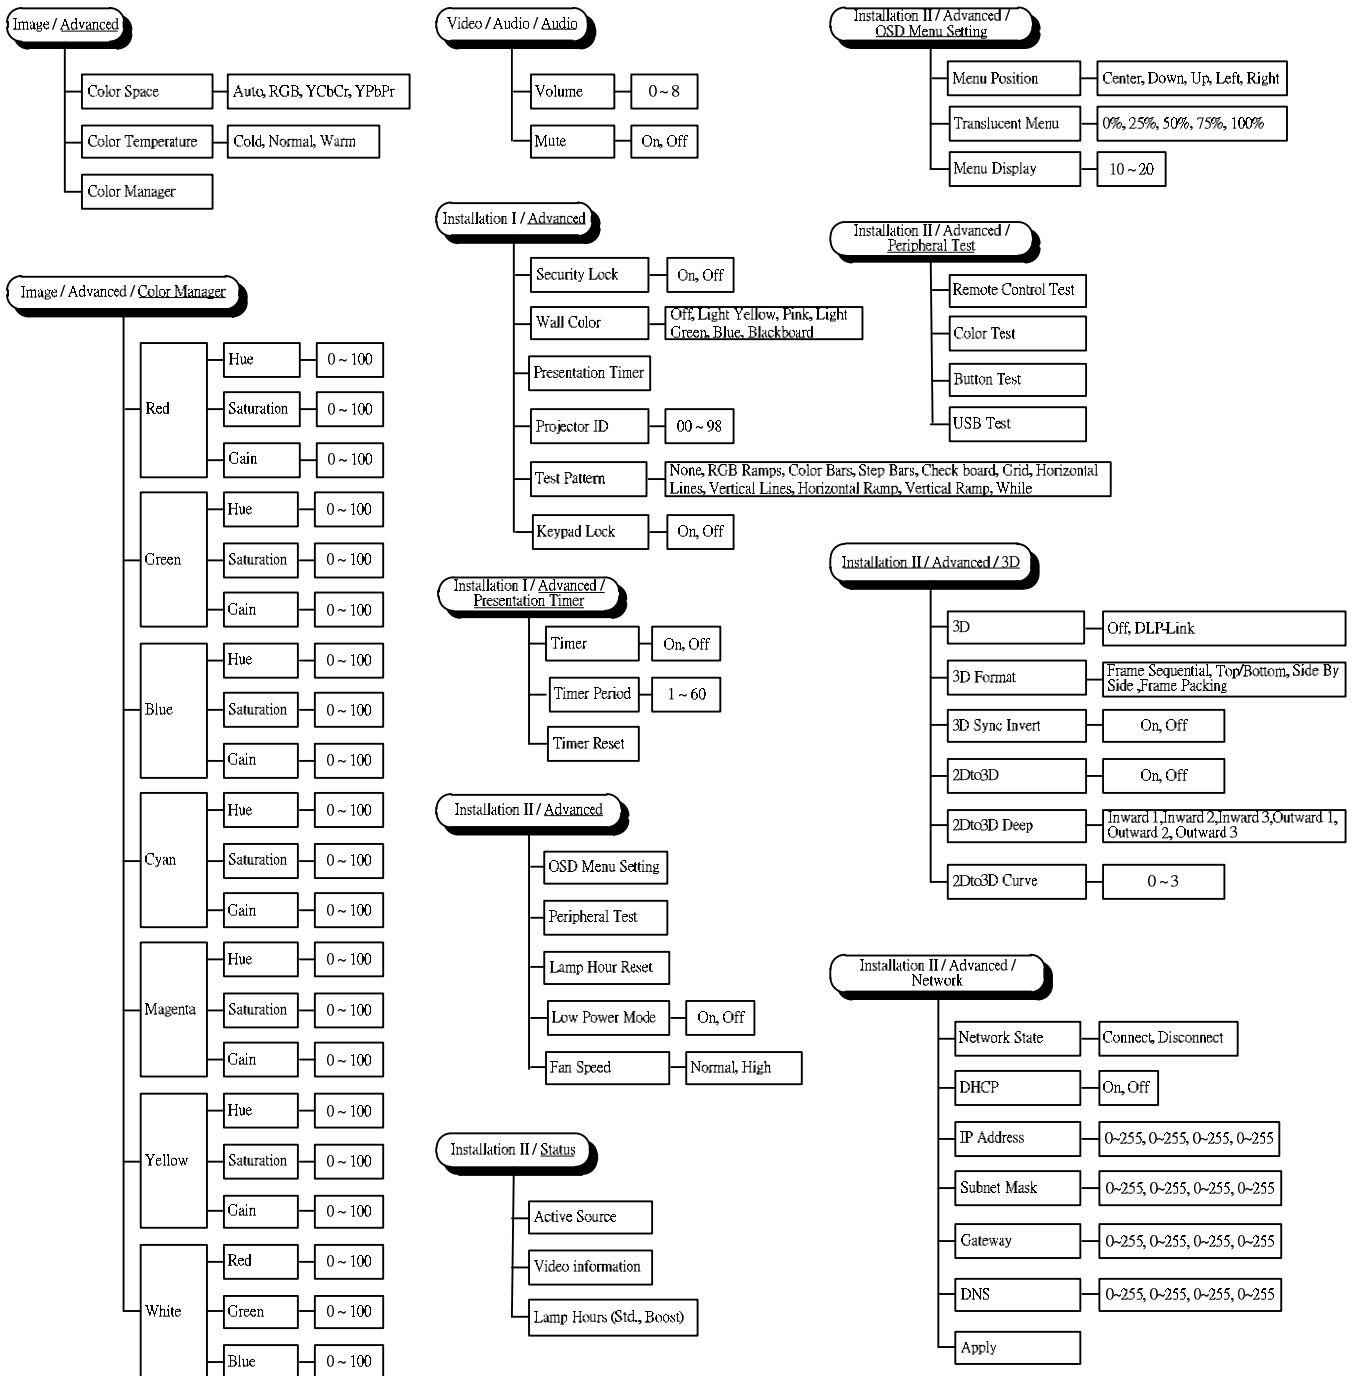 Image / Advanced
Color Space
Auto, RGB, YCbCr, YPbPr
Color Temperature
Cold, Normal, Warm
Color Manager
Image / Advanced / Color Manager
Red
Hue
0 ~ 100
Saturation
0 ~ 100
Gain
0 ~ 100
Green
Hue
0 ~ 100
Saturation
0 ~ 100
Gain
0 ~ 100
Blue
Hue
0 ~ 100
Saturation
0 ~ 100
Gain
0 ~ 100
Cyan
Hue
0 ~ 100
Saturation
0 ~ 100
Gain
0 ~ 100
Magenta
Hue
0 ~ 100
Saturation
0 ~ 100
Gain
0 ~ 100
Yellow
Hue
0 ~ 100
Saturation
0 ~ 100
Gain
0 ~ 100
White
Red
0 ~ 100
Green
0 ~ 100
Blue
0 ~ 100
Video / Audio / Audio
Volume
0 ~ 8
Mute
On, Off
Installation I / Advanced
Security Lock
On, Off
Wall Color
Off, Light Yellow, Pink, Light
Green, Blue, Blackboard
Presentation Timer
Projector ID
00 ~ 98
Test Pattern
None, RGB Ramps, Color Bars, Step Bars, Check board, Grid, Horizontal
Lines, Vertical Lines, Horizontal Ramp, Vertical Ramp, While
Keypad Lock
On, Off
Installation I / Advanced /
Presentation Timer
Timer
On, Off
Timer Period
1 ~ 60
Timer Reset
Installation II / Advanced
OSD Menu Setting
Peripheral Test
Lamp Hour Reset
Low Power Mode
On, Off
Fan Speed
Normal, High
Installation II / Status
Active Source
Video information
Lamp Hours (Std., Boost)
Installation II / Advanced /
OSD Menu Setting
Menu Position
Center, Down, Up, Left, Right
Translucent Menu
0%, 25%, 50%, 75%, 100%
Menu Display
10 ~ 20
Installation II / Advanced /
Peripheral Test
Remote Control Test
Color Test
Button Test
USB Test
Installation II / Advanced / 3D
3D
Off, DLP-Link
3D Format
Frame Sequential, Top/Bottom, Side By
Side ,Frame Packing
3D Sync Invert
On, Off
2Dto3D
On, Off
2Dto3D Deep
Inward 1,Inward 2,Inward 3,Outward 1,
Outward 2, Outward 3
2Dto3D Curve
0 ~ 3
Installation II / Advanced /
Network
Network State
Connect, Disconnect
DHCP
On, Off
IP Address
0~255, 0~255, 0~255, 0~255
Subnet Mask
0~255, 0~255, 0~255, 0~255
Gateway
0~255, 0~255, 0~255, 0~255
DNS
0~255, 0~255, 0~255, 0~255
Apply